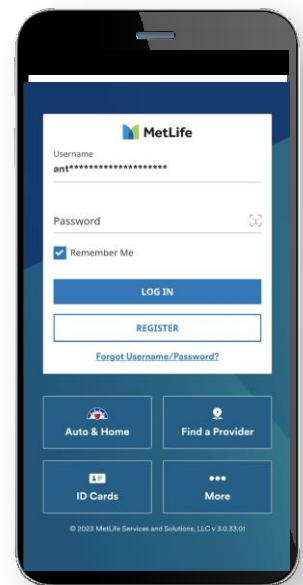 MetLife
Username
ant********************
Password
Remember Me
LOG IN
REGISTER
Forgot Username/Password?
Auto & Home
Find a Provider
ID Cards
More
© 2023 MetLife Services and Solutions, LLC v 3.0.33.01